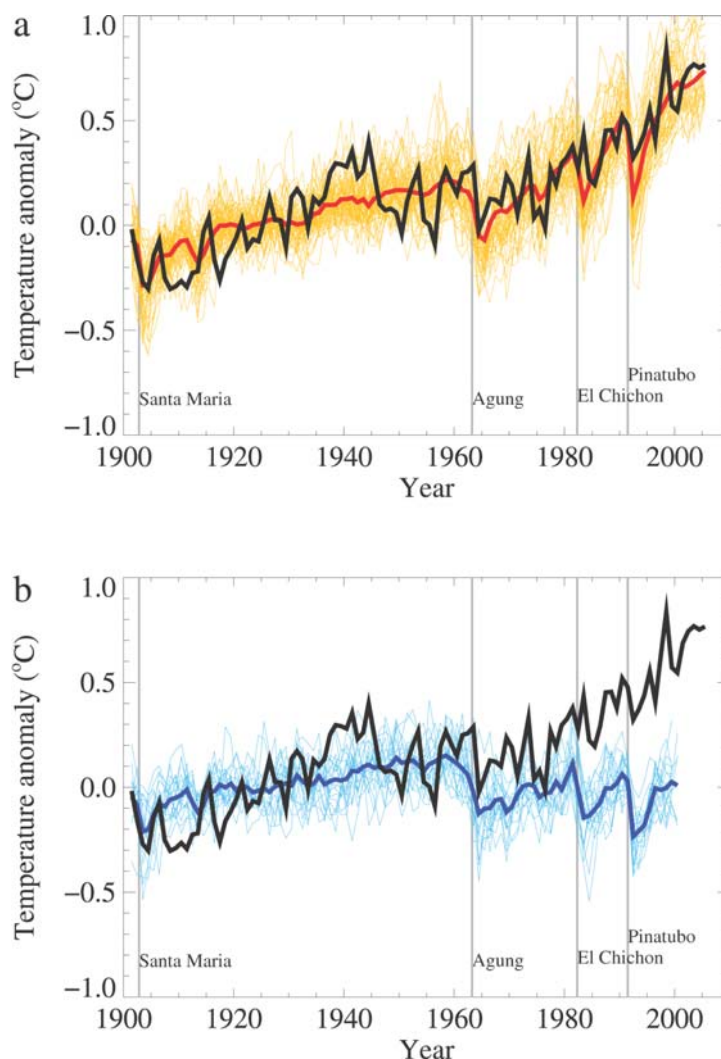 a
Temperature anomaly (°C)
1.0
0.5
0.0
−0.5
−1.0
Santa Maria
Agung
El Chichon
Pinatubo
1900 1920 1940 1960 1980 2000
Year
b
Temperature anomaly (°C)
1.0
0.5
0.0
−0.5
−1.0
Santa Maria
Agung
El Chichon
Pinatubo
1900 1920 1940 1960 1980 2000
Year